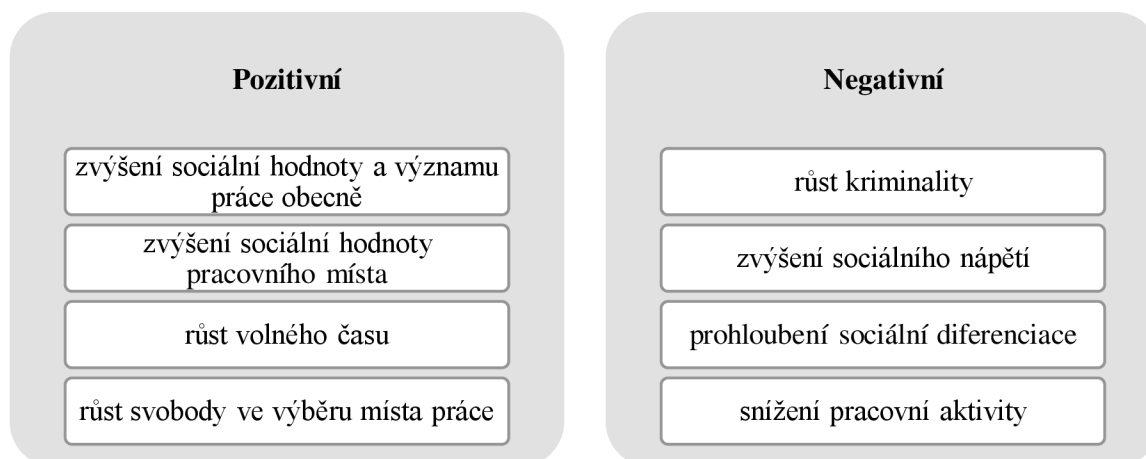 Pozitivní
zvýšení sociální hodnoty a významu
práce obecně
zvýšení sociální hodnoty
pracovního místa
růst volného času
růst svobody ve výběru místa práce
Negativní
růst kriminality
zvýšení sociálního nápětí
prohloubení sociální diferenciace
snížení pracovní aktivity